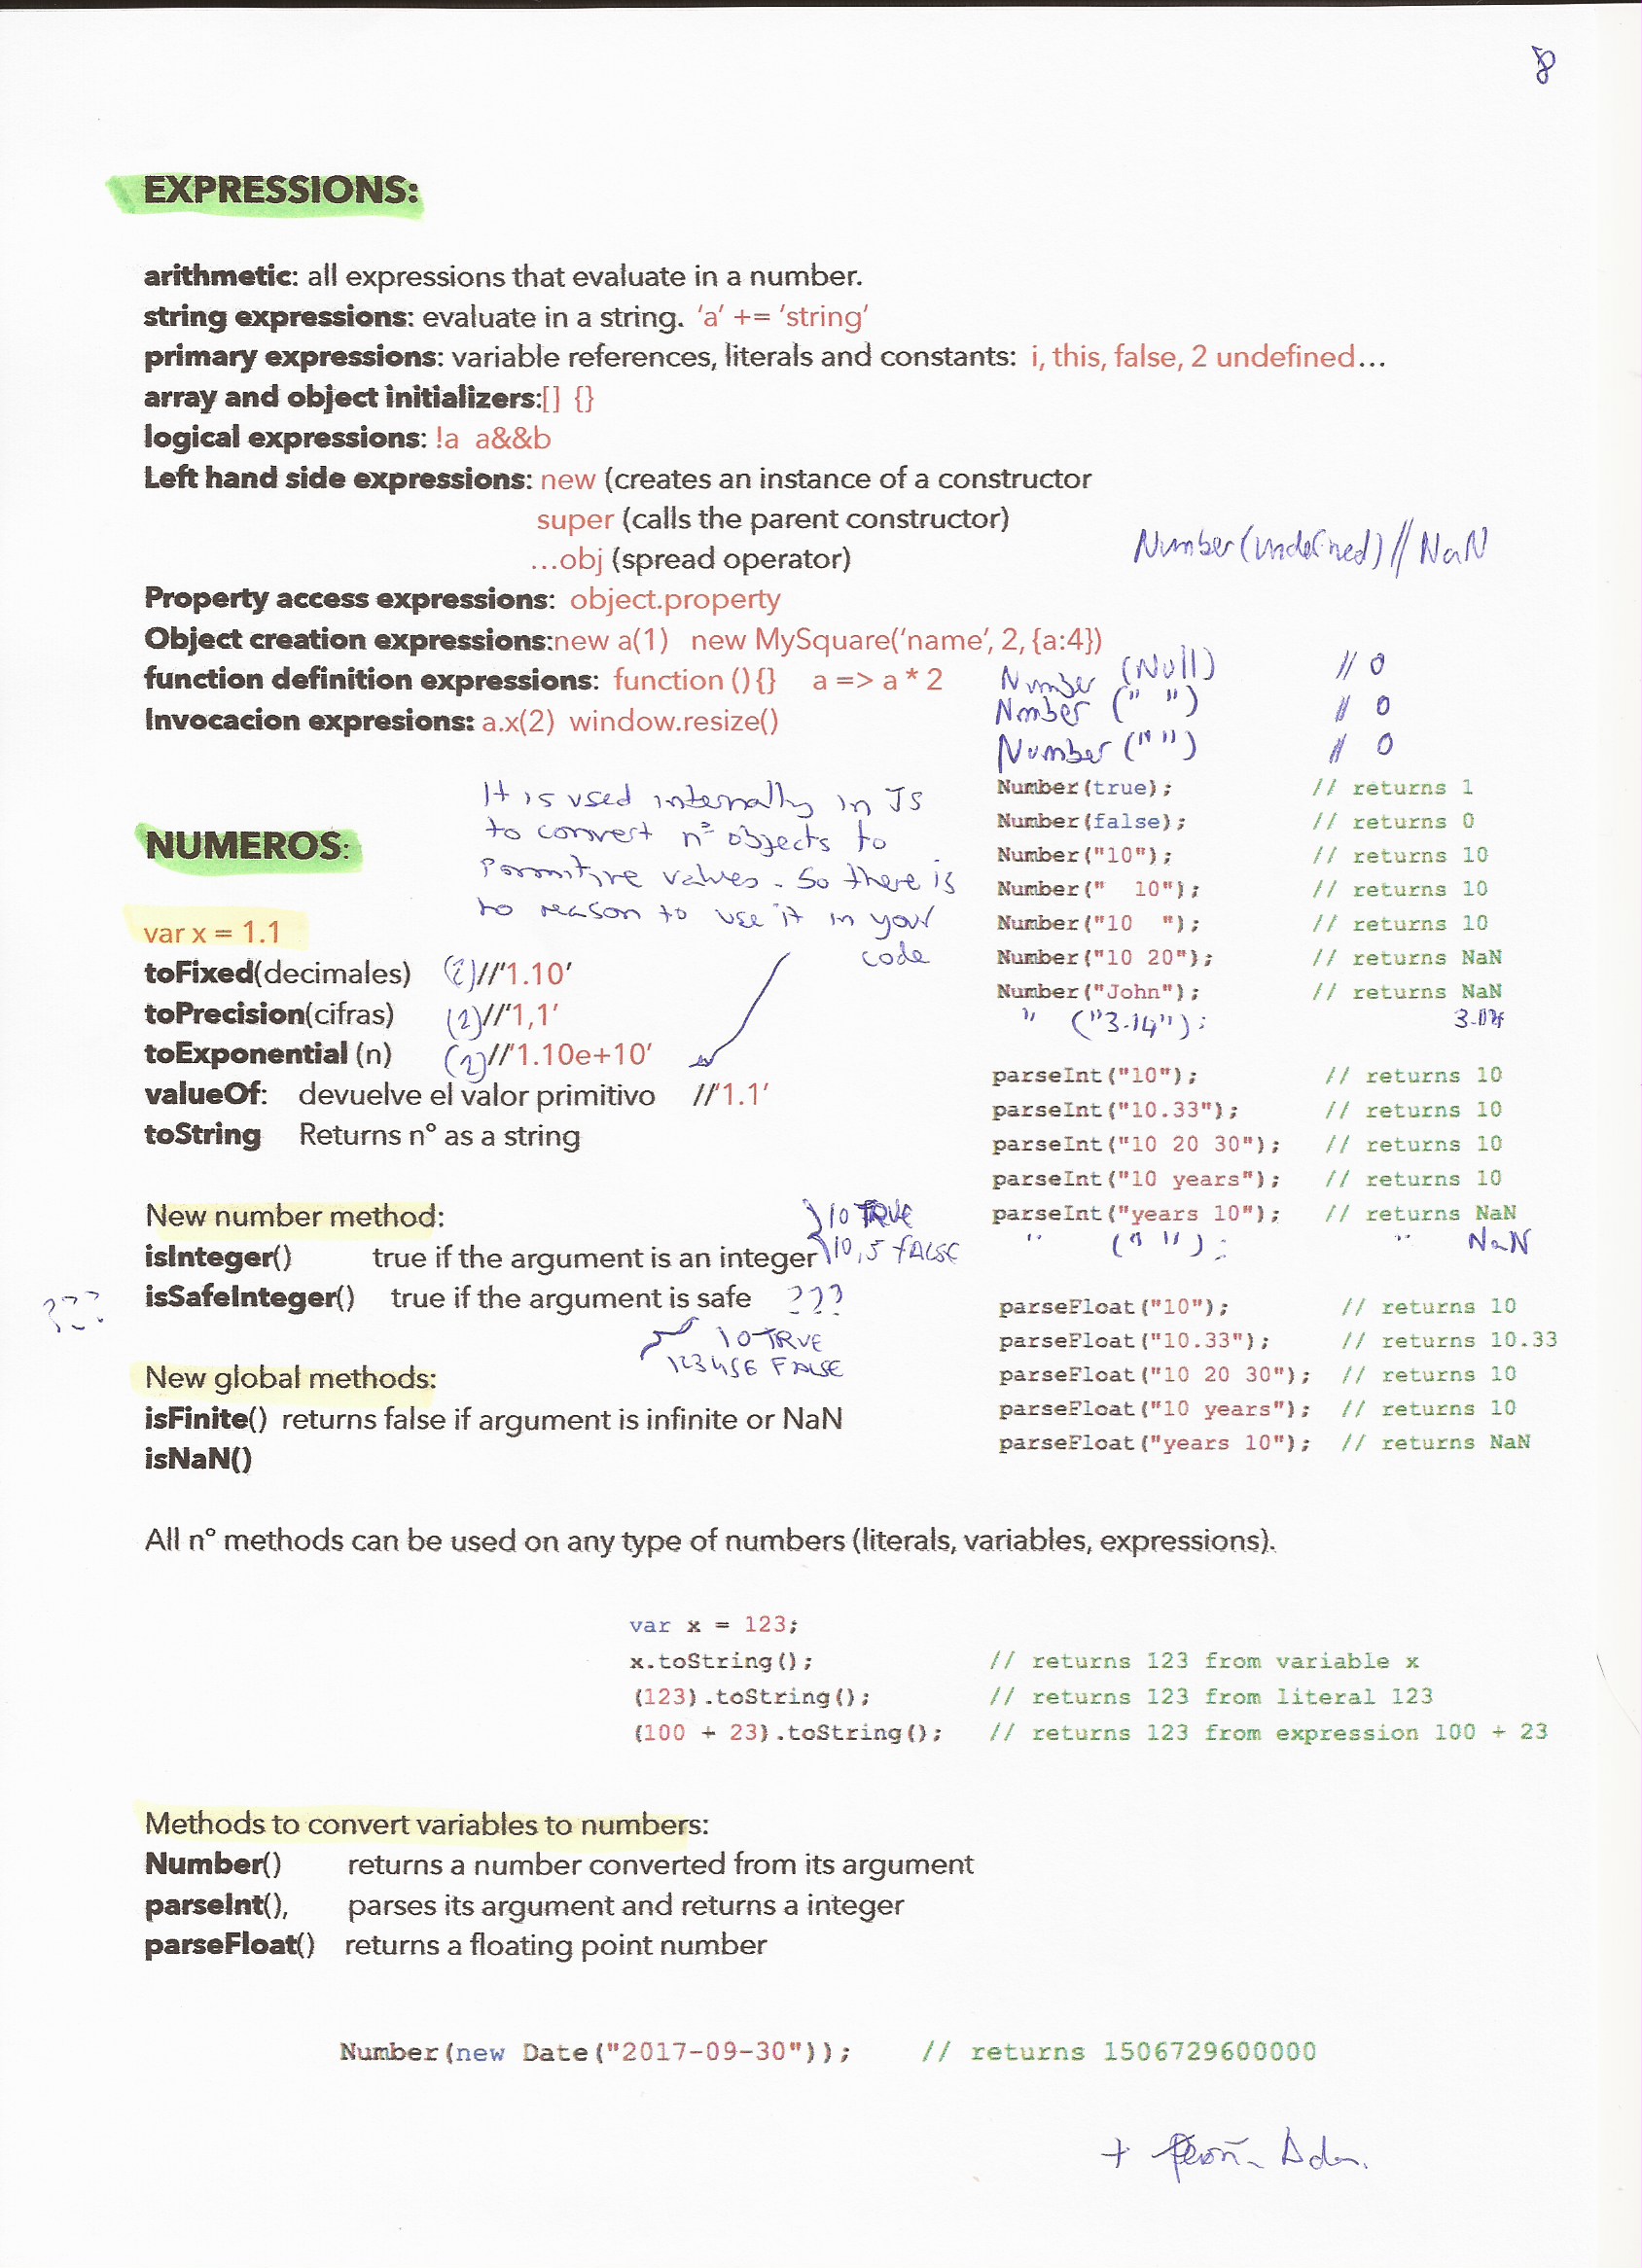 8
EXPRESSIONS:
arithmetic: all expressions that evaluate in a number.
string expressions: evaluate in a string. 'a' += 'string'
primary expressions: variable references, literals and constants: i, this, false, 2 undefined...
array and object initializers:[] {}
logical expressions: !a a&&b
Left hand side expressions: new (creates an instance of a constructor
super (calls the parent constructor)
...obj (spread operator)
Number(undefined) // NaN
Property access expressions: object.property
Object creation expressions:new a(1) new MySquare('name', 2, {a:4})
function definition expressions: function (){} a => a * 2
Invocacion expresions: a.x(2) window.resize()
Number (Null) // 0
Number (" ") // 0
Number ("") // 0
It is used internally in JS
to convert nº objects to
primitive values. So there is
to reason to use it in your
code
NUMEROS:
var x = 1.1
toFixed(decimales) (2)//'1.10'
toPrecision(cifras) (2)//'1,1'
toExponential (n) (2)//'1.10e+10'
valueOf: devuelve el valor primitivo //'1.1'
toString Returns nº as a string
Number(true); // returns 1
Number(false); // returns 0
Number("10"); // returns 10
Number("  10"); // returns 10
Number("10  "); // returns 10
Number("10 20"); // returns NaN
Number("John"); // returns NaN
" ("3.14"); 3.14
parseInt("10"); // returns 10
parseInt("10.33"); // returns 10
parseInt("10 20 30"); // returns 10
parseInt("10 years"); // returns 10
parseInt("years 10"); // returns NaN
" (" "); " NaN
New number method:
isInteger() true if the argument is an integer
10 TRUE
10,5 FALSE
??? isSafeInteger() true if the argument is safe ???
10 TRUE
123456 FALSE
parseFloat("10"); // returns 10
parseFloat("10.33"); // returns 10.33
parseFloat("10 20 30"); // returns 10
parseFloat("10 years"); // returns 10
parseFloat("years 10"); // returns NaN
New global methods:
isFinite() returns false if argument is infinite or NaN
isNaN()
All nº methods can be used on any type of numbers (literals, variables, expressions).
var x = 123;
x.toString(); // returns 123 from variable x
(123).toString(); // returns 123 from literal 123
(100 + 23).toString(); // returns 123 from expression 100 + 23
Methods to convert variables to numbers:
Number() returns a number converted from its argument
parseInt(), parses its argument and returns a integer
parseFloat() returns a floating point number
Number(new Date("2017-09-30")); // returns 1506729600000
+